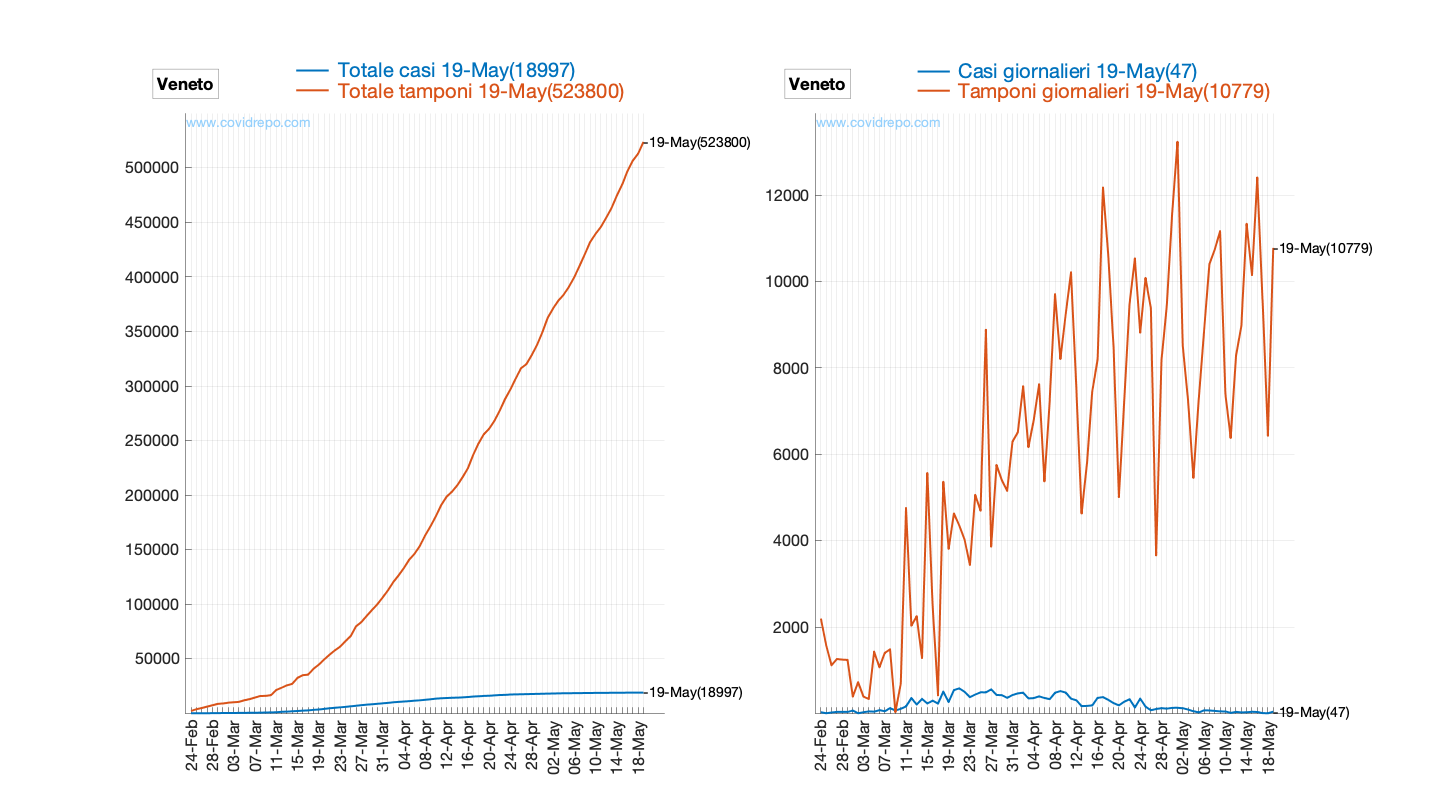 Veneto
Totale casi 19-May(18997)
Totale tamponi 19-May(523800)
www.covidrepo.com
19-May(523800)
500000
450000
400000
350000
300000
250000
200000
150000
100000
50000
19-May(18997)
24-Feb
28-Feb
03-Mar
07-Mar
11-Mar
15-Mar
19-Mar
23-Mar
27-Mar
31-Mar
04-Apr
08-Apr
12-Apr
16-Apr
20-Apr
24-Apr
28-Apr
02-May
06-May
10-May
14-May
18-May
Veneto
Casi giornalieri 19-May(47)
Tamponi giornalieri 19-May(10779)
www.covidrepo.com
12000
19-May(10779)
10000
8000
6000
4000
2000
19-May(47)
24-Feb
28-Feb
03-Mar
07-Mar
11-Mar
15-Mar
19-Mar
23-Mar
27-Mar
31-Mar
04-Apr
08-Apr
12-Apr
16-Apr
20-Apr
24-Apr
28-Apr
02-May
06-May
10-May
14-May
18-May